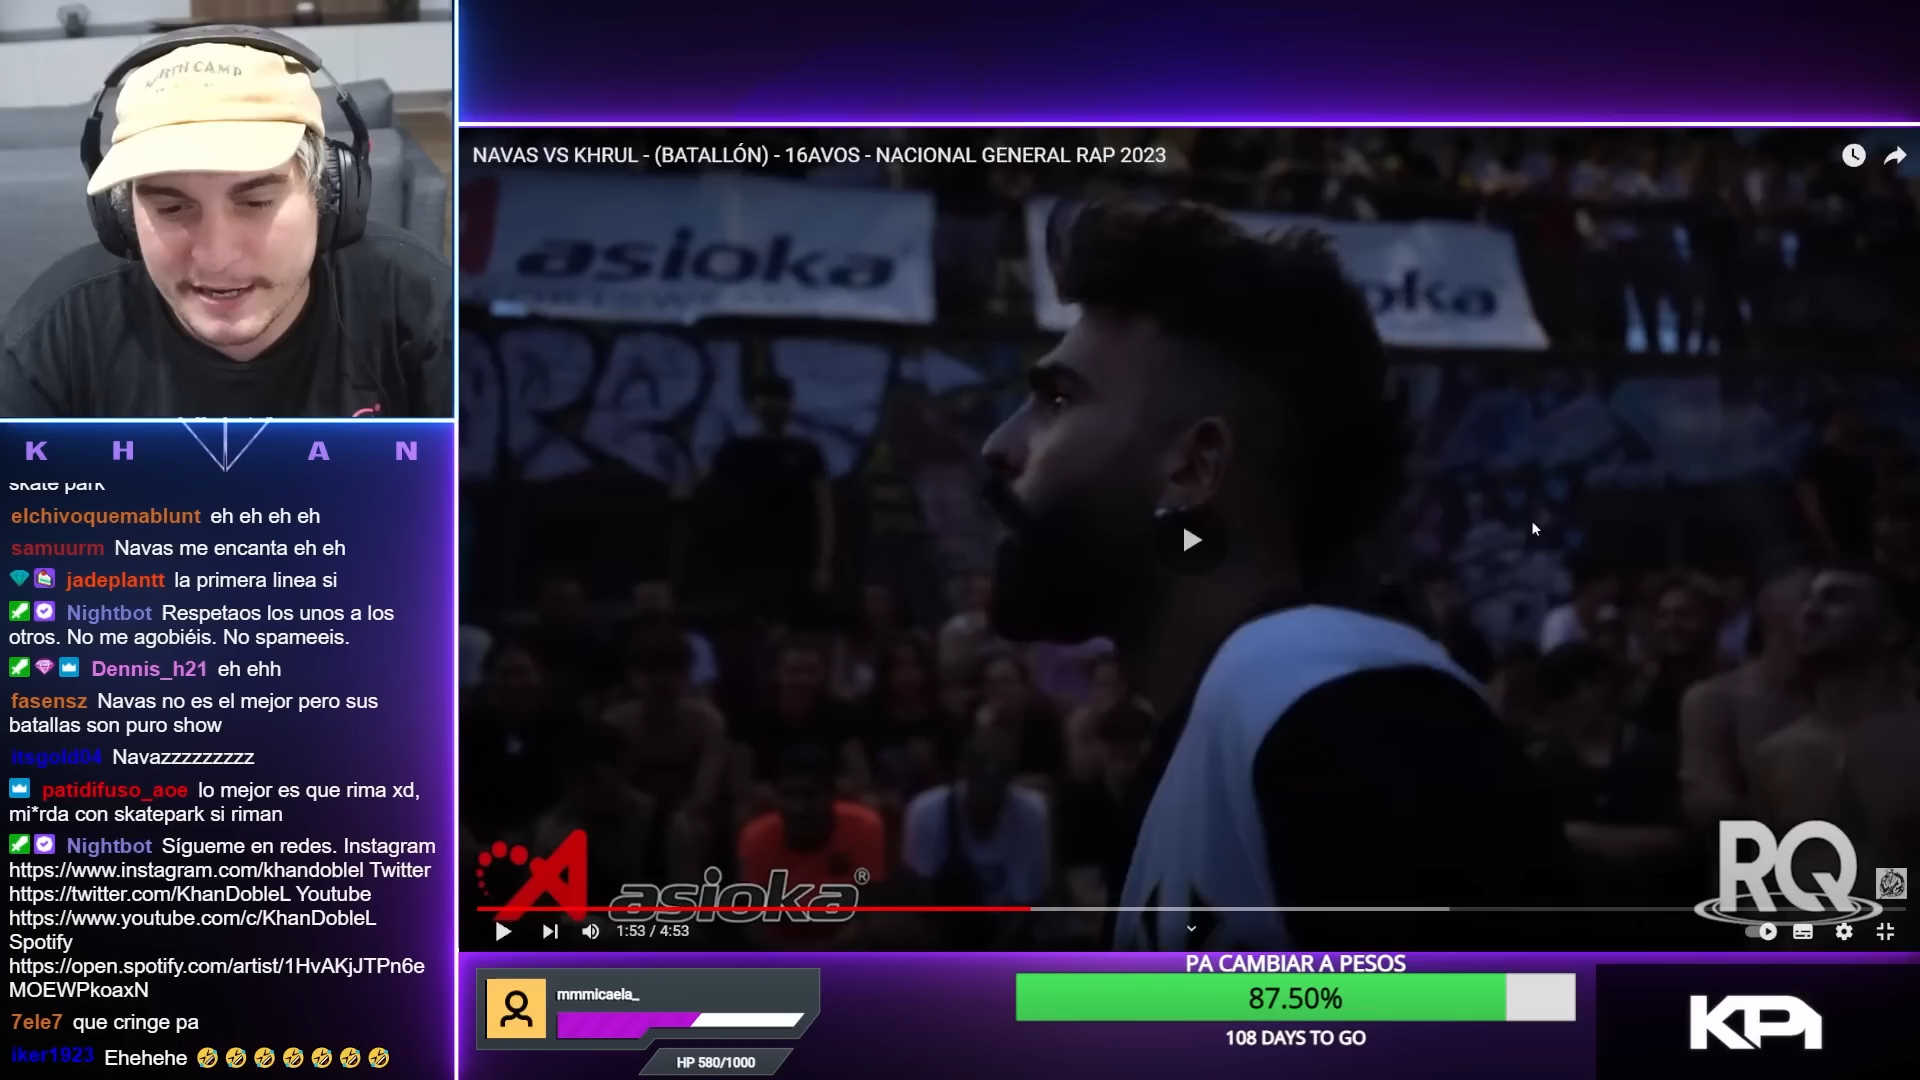 NAVAS VS KHRUL - (BATALLÓN) - 16AVOS - NACIONAL GENERAL RAP 2023
asioka
oka
K H A N
skate park
elchivoquemablunt eh eh eh eh
samuurm Navas me encanta eh eh
jadeplantt la primera linea si
Nightbot Respetaos los unos a los
otros. No me agobiéis. No spameeis.
Dennis_h21 eh ehh
fasensz Navas no es el mejor pero sus
batallas son puro show
itsgold04 Navazzzzzzzzz
patidifuso_aoe lo mejor es que rima xd,
mi*rda con skatepark si riman
Nightbot Sígueme en redes. Instagram
https://www.instagram.com/khandoblel Twitter
https://twitter.com/KhanDobleL Youtube
https://www.youtube.com/c/KhanDobleL
Spotify
https://open.spotify.com/artist/1HvAKjJTPn6e
MOEWPkoaxN
7ele7 que cringe pa
iker1923 Ehehehe 🤣🤣🤣🤣🤣🤣🤣
asioka®
RQ
1:53 / 4:53
mmmicaela_
HP 580/1000
PA CAMBIAR A PESOS
87.50%
108 DAYS TO GO